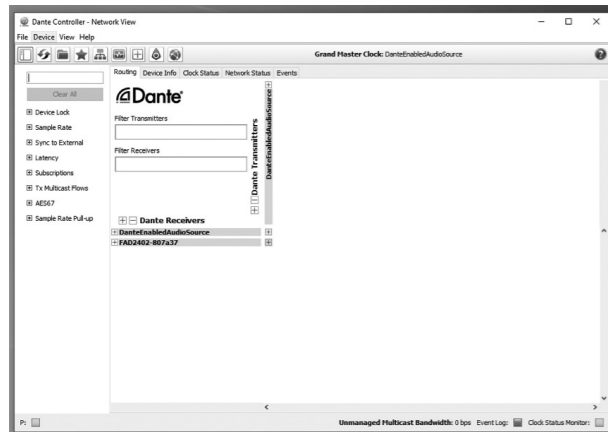 Dante Controller - Network View
File Device View Help
Grand Master Clock: DanteEnabledAudioSource
Routing Device Info Clock Status Network Status Events
Clear All
Device Lock
Sample Rate
Sync to External
Latency
Subscriptions
Tx Multicast Flows
AES67
Sample Rate Pull-up
Dante®
Filter Transmitters
Filter Receivers
Dante Transmitters
DanteEnabledAudioSource
Dante Receivers
DanteEnabledAudioSource
FAD2402-807a37
P:
Unmanaged Multicast Bandwidth: 0 bps Event Log: Clock Status Monitor: